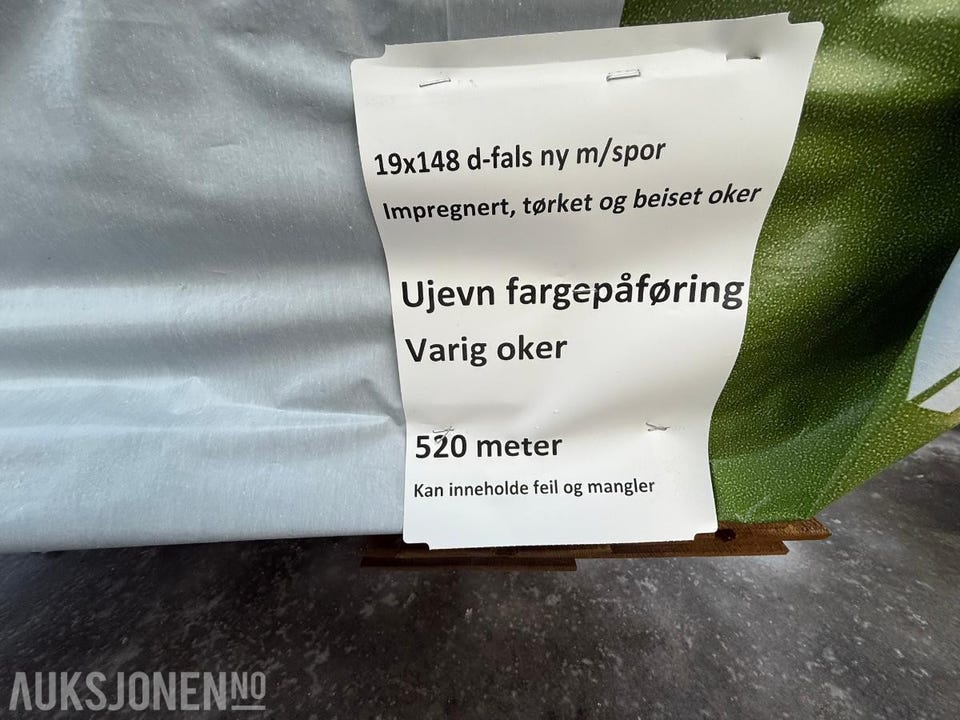 19x148 d-fals ny m/spor
Impregnert, tørket og beiset oker
Ujevn fargepåføring
Varig oker
520 meter
Kan inneholde feil og mangler
AUKSJONEN.NO